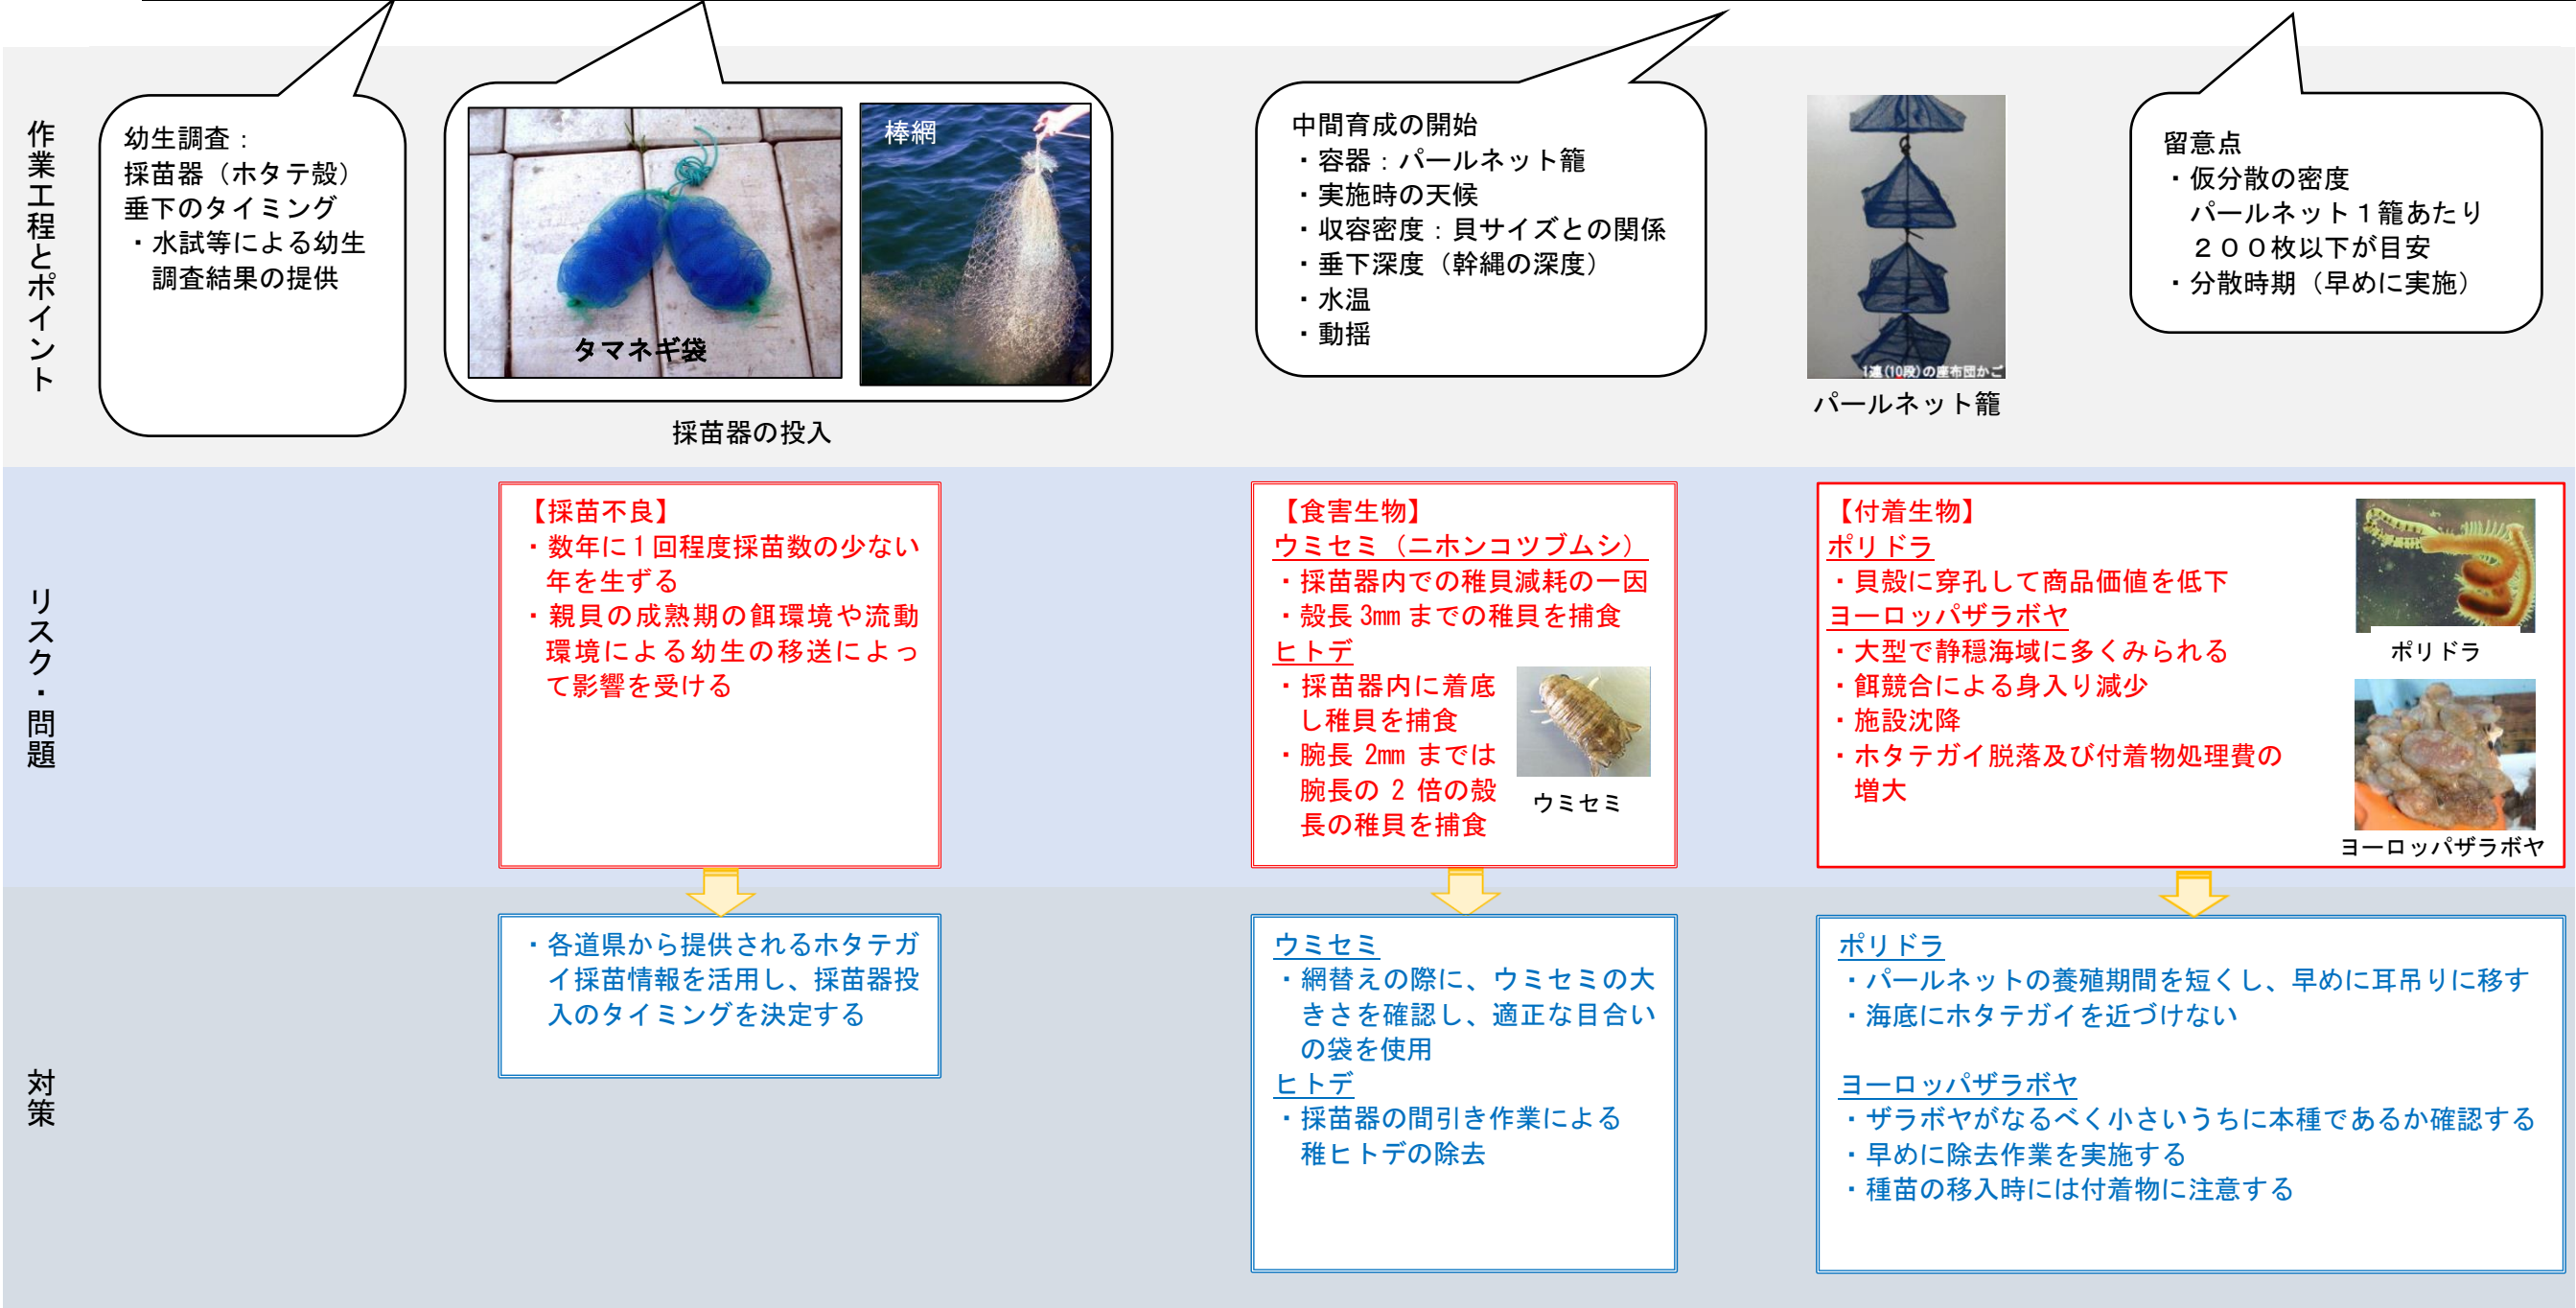 作業工程とポイント
幼生調査：
採苗器（ホタテ殻）
垂下のタイミング
・水試等による幼生
調査結果の提供
タマネギ袋
棒網
採苗器の投入
中間育成の開始
・容器：パールネット籠
・実施時の天候
・収容密度：貝サイズとの関係
・垂下深度（幹縄の深度）
・水温
・動揺
1連(10段)の座布団かご
パールネット籠
留意点
・仮分散の密度
パールネット１籠あたり
２００枚以下が目安
・分散時期（早めに実施）
リスク・問題
【採苗不良】
・数年に１回程度採苗数の少ない
年を生ずる
・親貝の成熟期の餌環境や流動
環境による幼生の移送によっ
て影響を受ける
【食害生物】
ウミセミ（ニホンコツブムシ）
・採苗器内での稚貝減耗の一因
・殻長 3mm までの稚貝を捕食
ヒトデ
・採苗器内に着底
し稚貝を捕食
・腕長 2mm までは
腕長の 2 倍の殻
長の稚貝を捕食
ウミセミ
【付着生物】
ポリドラ
・貝殻に穿孔して商品価値を低下
ヨーロッパザラボヤ
・大型で静穏海域に多くみられる
・餌競合による身入り減少
・施設沈降
・ホタテガイ脱落及び付着物処理費の
増大
ポリドラ
ヨーロッパザラボヤ
対策
・各道県から提供されるホタテガ
イ採苗情報を活用し、採苗器投
入のタイミングを決定する
ウミセミ
・網替えの際に、ウミセミの大
きさを確認し、適正な目合い
の袋を使用
ヒトデ
・採苗器の間引き作業による
稚ヒトデの除去
ポリドラ
・パールネットの養殖期間を短くし、早めに耳吊りに移す
・海底にホタテガイを近づけない
ヨーロッパザラボヤ
・ザラボヤがなるべく小さいうちに本種であるか確認する
・早めに除去作業を実施する
・種苗の移入時には付着物に注意する